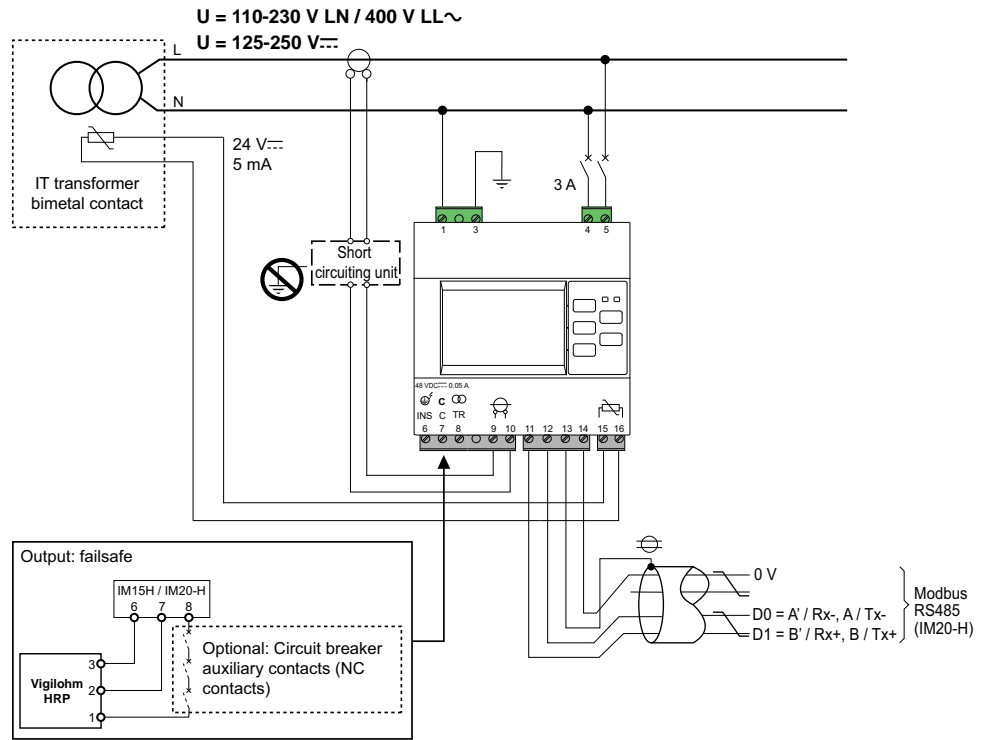 U = 110-230 V LN / 400 V LL∼
U = 125-250 V⎓
L
N
24 V⎓
5 mA
IT transformer
bimetal contact
3 A
1 3 4 5
Short
circuiting unit
48 VDC⎓ 0.05 A
C
INS C TR
6 7 8 9 10 11 12 13 14 15 16
Output: failsafe
IM15H / IM20-H
6 7 8
Optional: Circuit breaker
auxiliary contacts (NC
contacts)
Vigilohm
HRP
3
2
1
0 V
D0 = A' / Rx-, A / Tx-
D1 = B' / Rx+, B / Tx+
Modbus
RS485
(IM20-H)